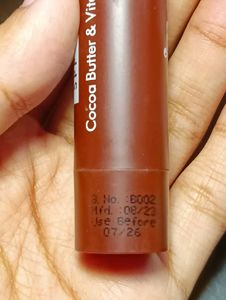 Cocoa Butter & Vit
B. No. :B002
Mfd. :08/23
Use Before
07/26